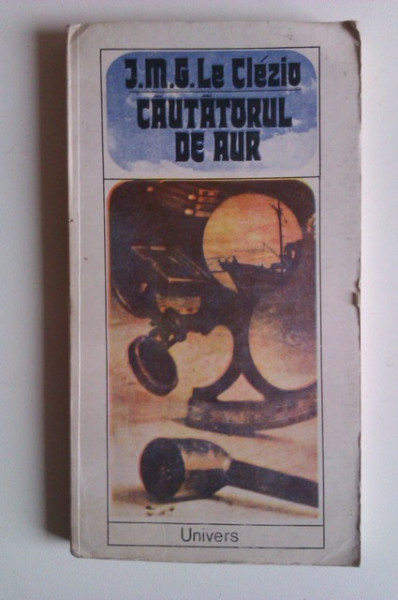 J.M.G. Le Clézio
CĂUTĂTORUL
DE AUR
Univers